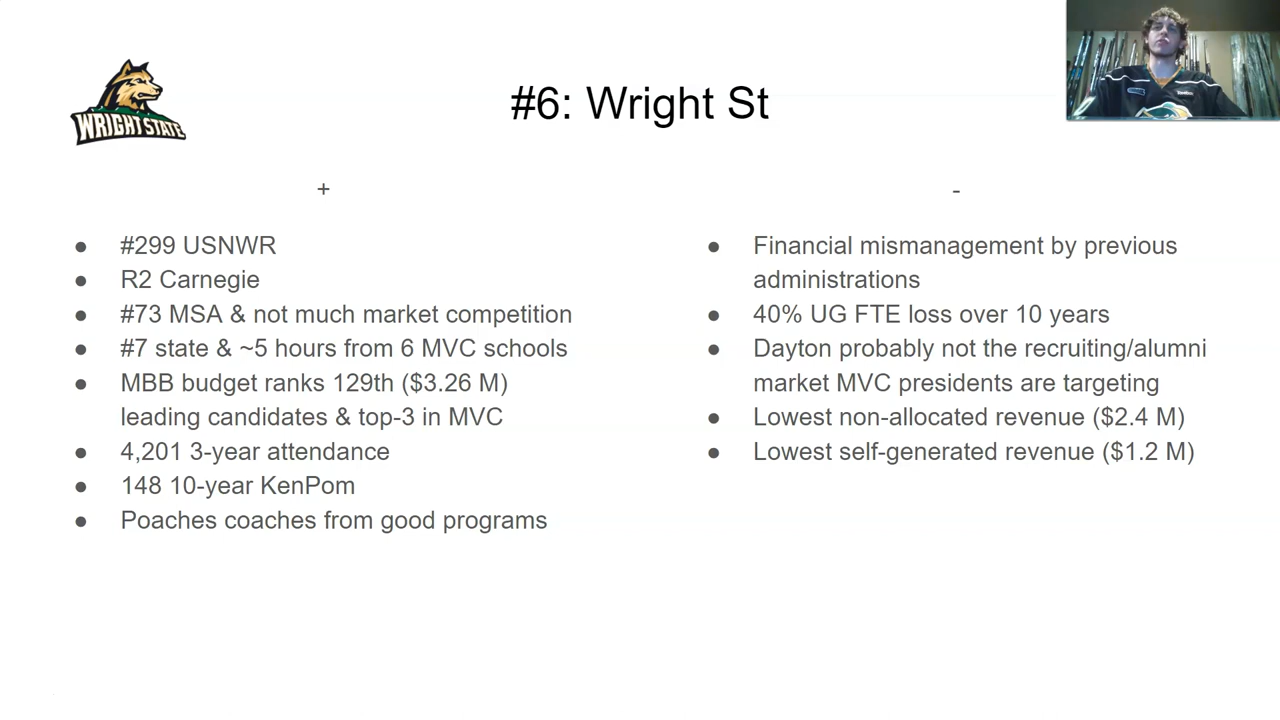 WRIGHT STATE
#6: Wright St
+
● #299 USNWR
● R2 Carnegie
● #73 MSA & not much market competition
● #7 state & ~5 hours from 6 MVC schools
● MBB budget ranks 129th ($3.26 M)
leading candidates & top-3 in MVC
● 4,201 3-year attendance
● 148 10-year KenPom
● Poaches coaches from good programs
-
● Financial mismanagement by previous
administrations
● 40% UG FTE loss over 10 years
● Dayton probably not the recruiting/alumni
market MVC presidents are targeting
● Lowest non-allocated revenue ($2.4 M)
● Lowest self-generated revenue ($1.2 M)